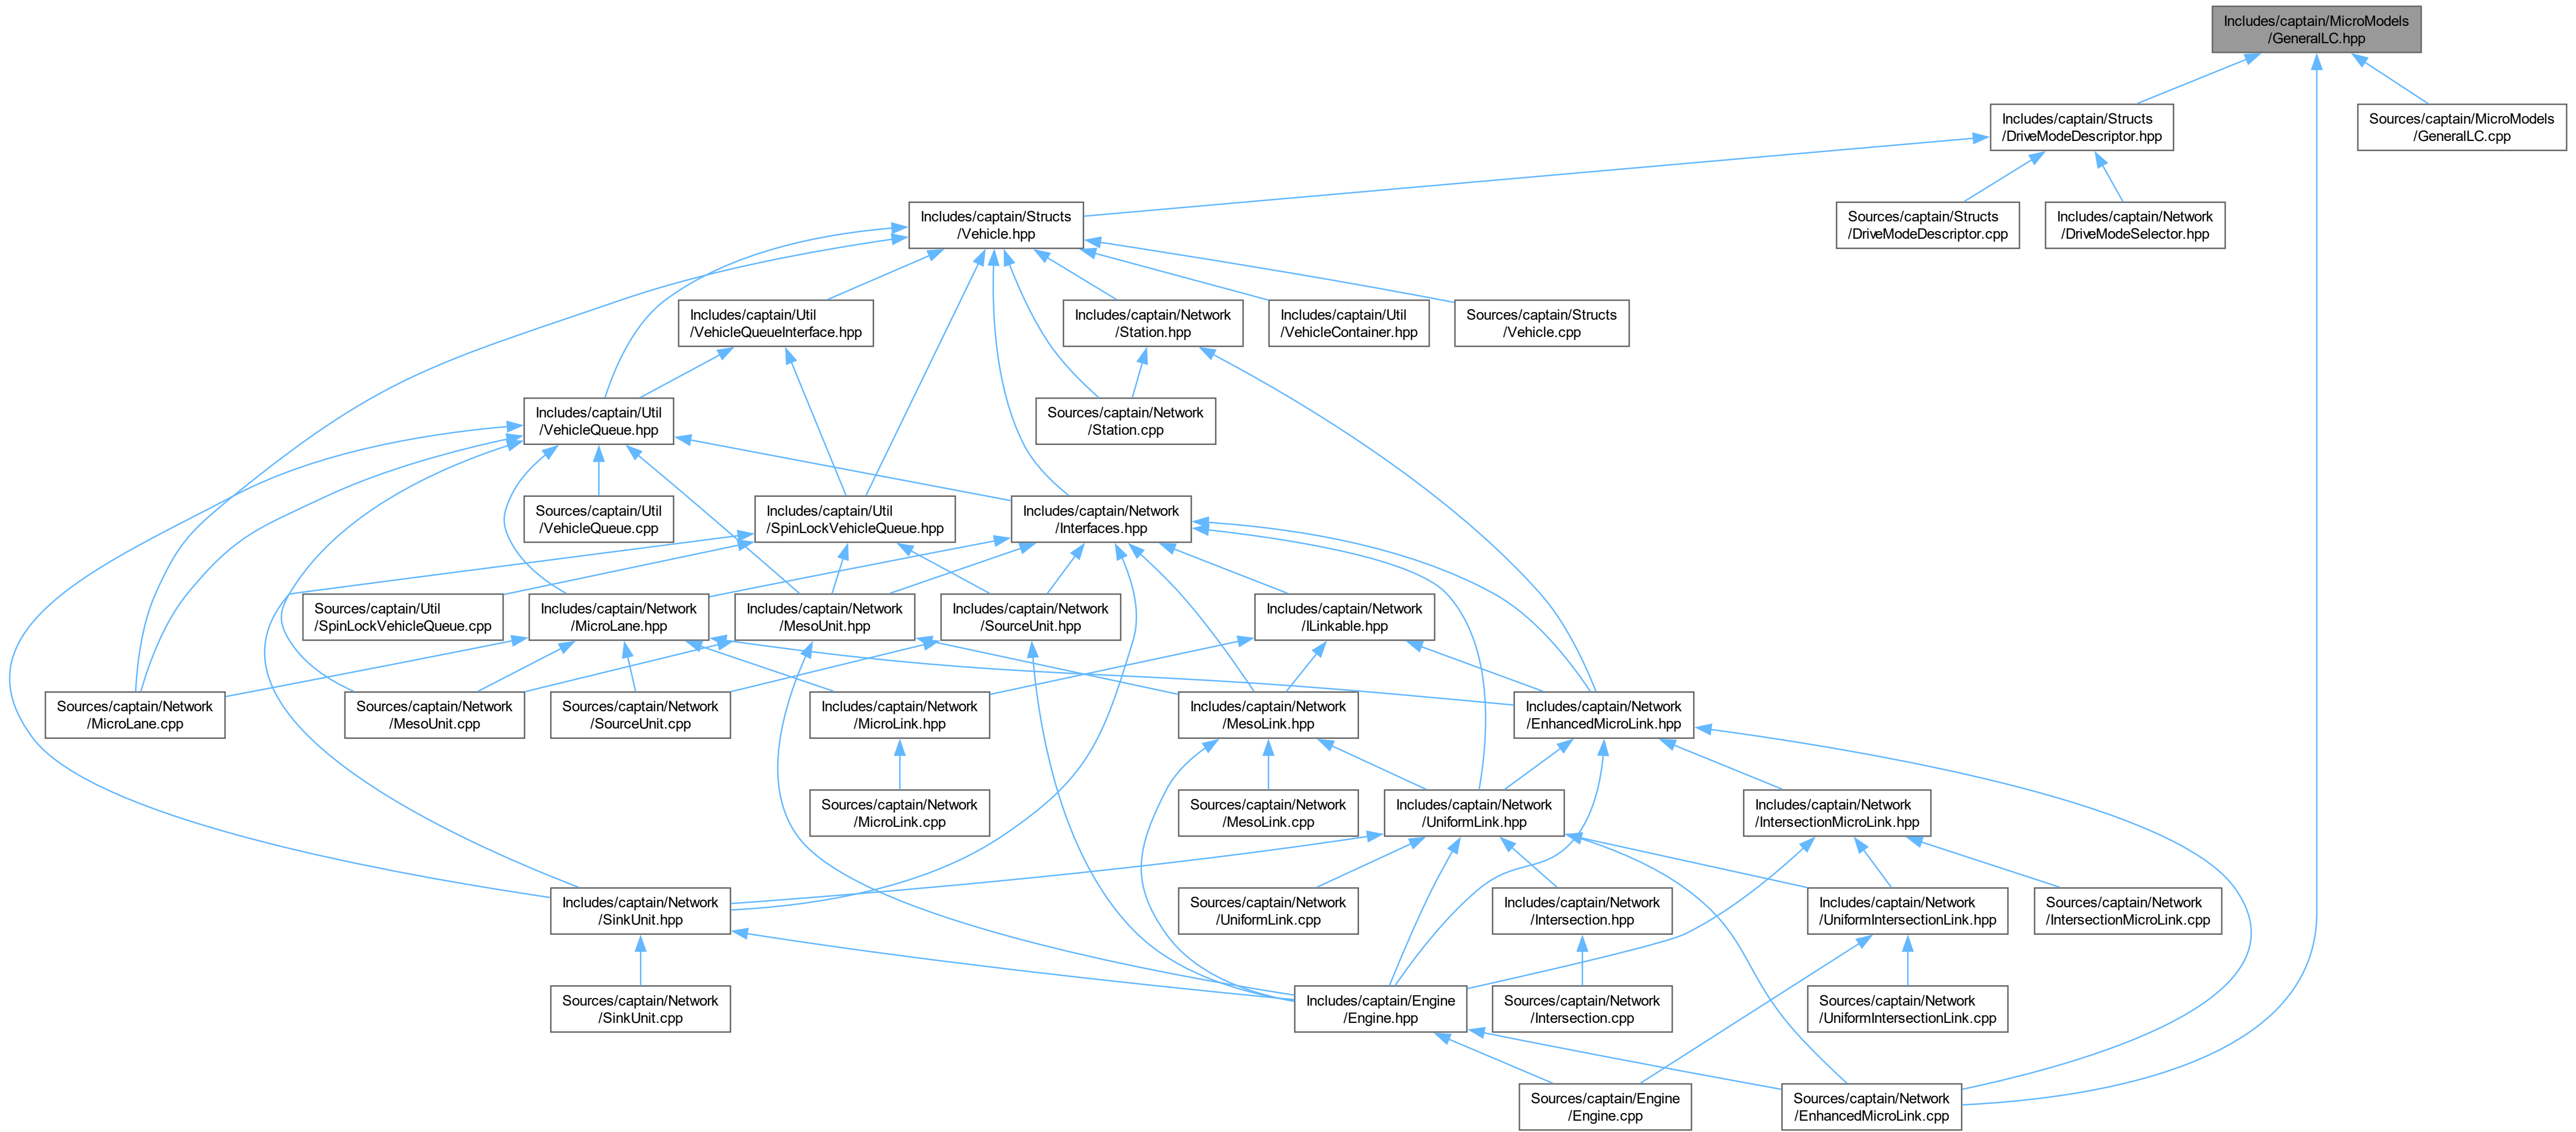 Includes/captain/MicroModels
/GeneralLC.hpp
Includes/captain/Structs
/DriveModeDescriptor.hpp
Sources/captain/MicroModels
/GeneralLC.cpp
Includes/captain/Structs
/Vehicle.hpp
Sources/captain/Structs
/DriveModeDescriptor.cpp
Includes/captain/Network
/DriveModeSelector.hpp
Includes/captain/Util
/VehicleQueueInterface.hpp
Includes/captain/Network
/Station.hpp
Includes/captain/Util
/VehicleContainer.hpp
Sources/captain/Structs
/Vehicle.cpp
Includes/captain/Util
/VehicleQueue.hpp
Sources/captain/Network
/Station.cpp
Sources/captain/Util
/VehicleQueue.cpp
Includes/captain/Util
/SpinLockVehicleQueue.hpp
Includes/captain/Network
/Interfaces.hpp
Sources/captain/Util
/SpinLockVehicleQueue.cpp
Includes/captain/Network
/MicroLane.hpp
Includes/captain/Network
/MesoUnit.hpp
Includes/captain/Network
/SourceUnit.hpp
Includes/captain/Network
/ILinkable.hpp
Sources/captain/Network
/MicroLane.cpp
Sources/captain/Network
/MesoUnit.cpp
Sources/captain/Network
/SourceUnit.cpp
Includes/captain/Network
/MicroLink.hpp
Includes/captain/Network
/MesoLink.hpp
Includes/captain/Network
/EnhancedMicroLink.hpp
Sources/captain/Network
/MicroLink.cpp
Sources/captain/Network
/MesoLink.cpp
Includes/captain/Network
/UniformLink.hpp
Includes/captain/Network
/IntersectionMicroLink.hpp
Includes/captain/Network
/SinkUnit.hpp
Sources/captain/Network
/UniformLink.cpp
Includes/captain/Network
/Intersection.hpp
Includes/captain/Network
/UniformIntersectionLink.hpp
Sources/captain/Network
/IntersectionMicroLink.cpp
Sources/captain/Network
/SinkUnit.cpp
Includes/captain/Engine
/Engine.hpp
Sources/captain/Network
/Intersection.cpp
Sources/captain/Network
/UniformIntersectionLink.cpp
Sources/captain/Engine
/Engine.cpp
Sources/captain/Network
/EnhancedMicroLink.cpp